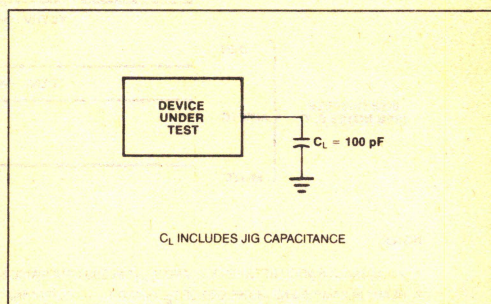 DEVICE
UNDER
TEST
C_L = 100 pF
C_L INCLUDES JIG CAPACITANCE